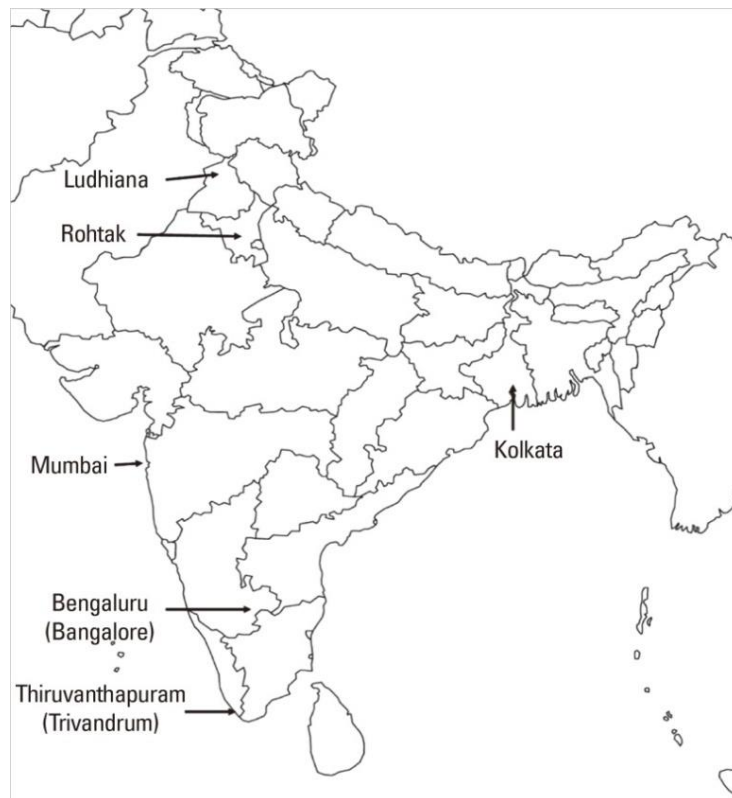 Ludhiana
Rohtak
Mumbai
Kolkata
Bengaluru
(Bangalore)
Thiruvanthapuram
(Trivandrum)